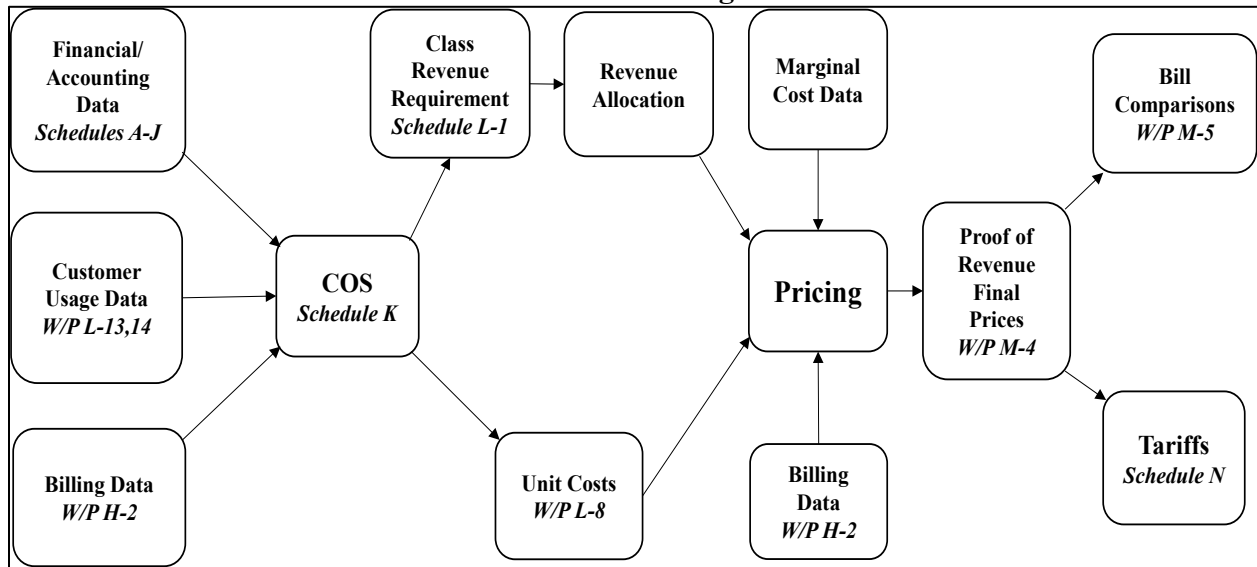 Financial/
Accounting
Data
Schedules A-J
Customer
Usage Data
W/P L-13,14
Billing Data
W/P H-2
COS
Schedule K
Class
Revenue
Requirement
Schedule L-1
Revenue
Allocation
Unit Costs
W/P L-8
Marginal
Cost Data
Pricing
Billing
Data
W/P H-2
Proof of
Revenue
Final
Prices
W/P M-4
Bill
Comparisons
W/P M-5
Tariffs
Schedule N